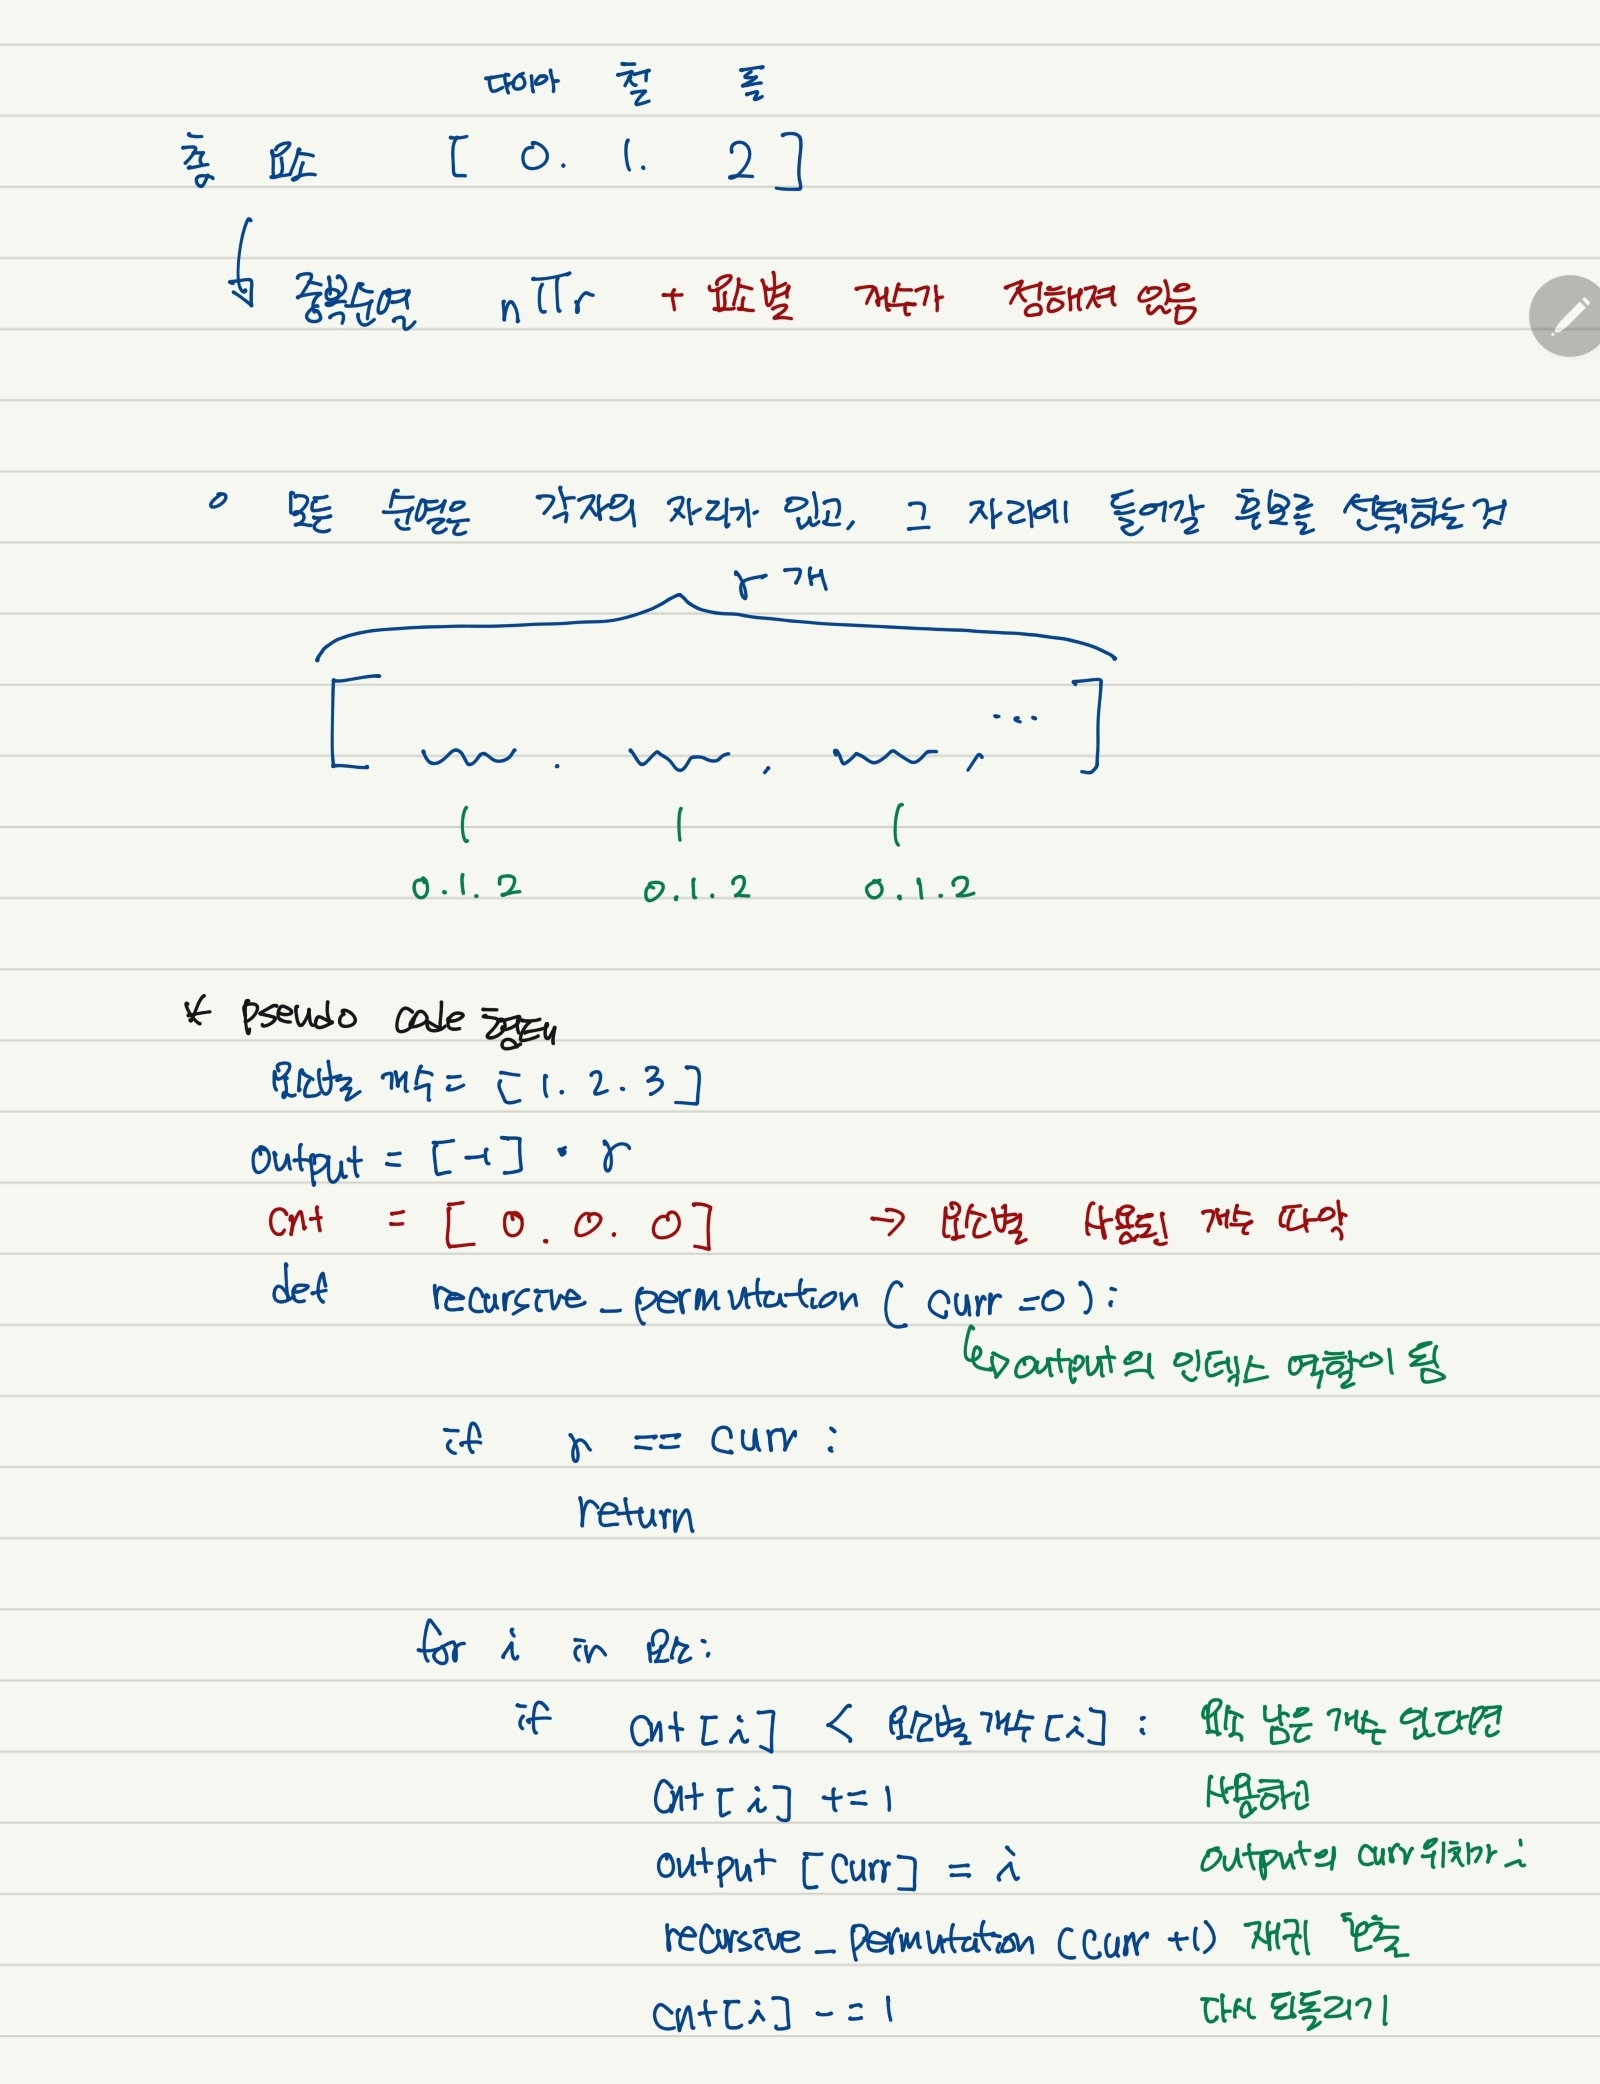 다이아 철 돌
총 요소 [ 0. 1. 2 ]
중복순열 nπr + 요소별 개수가 정해져 있음
o 모든 순열은 각자의 자리가 있고, 그 자리에 들어갈 후보를 선택하는 것
r 개
[ . , , ... ]
0.1.2 0.1.2 0.1.2
* pseudo code 형태
요소별 개수 = [1. 2. 3]
output = [-1] * r
cnt = [ 0. 0. 0 ] → 요소별 사용된 개수 파악
def recursive_permutation ( curr =0 ):
output의 인덱스 역할이 됨
if r == curr :
return
for i in 요소:
if cnt [i] < 요소별 개수 [i] : 요소 남은 개수 있다면
cnt [i] += 1 사용하고
output [curr] = i output의 curr 위치가 i
recursive_permutation (curr +1) 재귀 호출
cnt[i] -= 1 다시 되돌리기